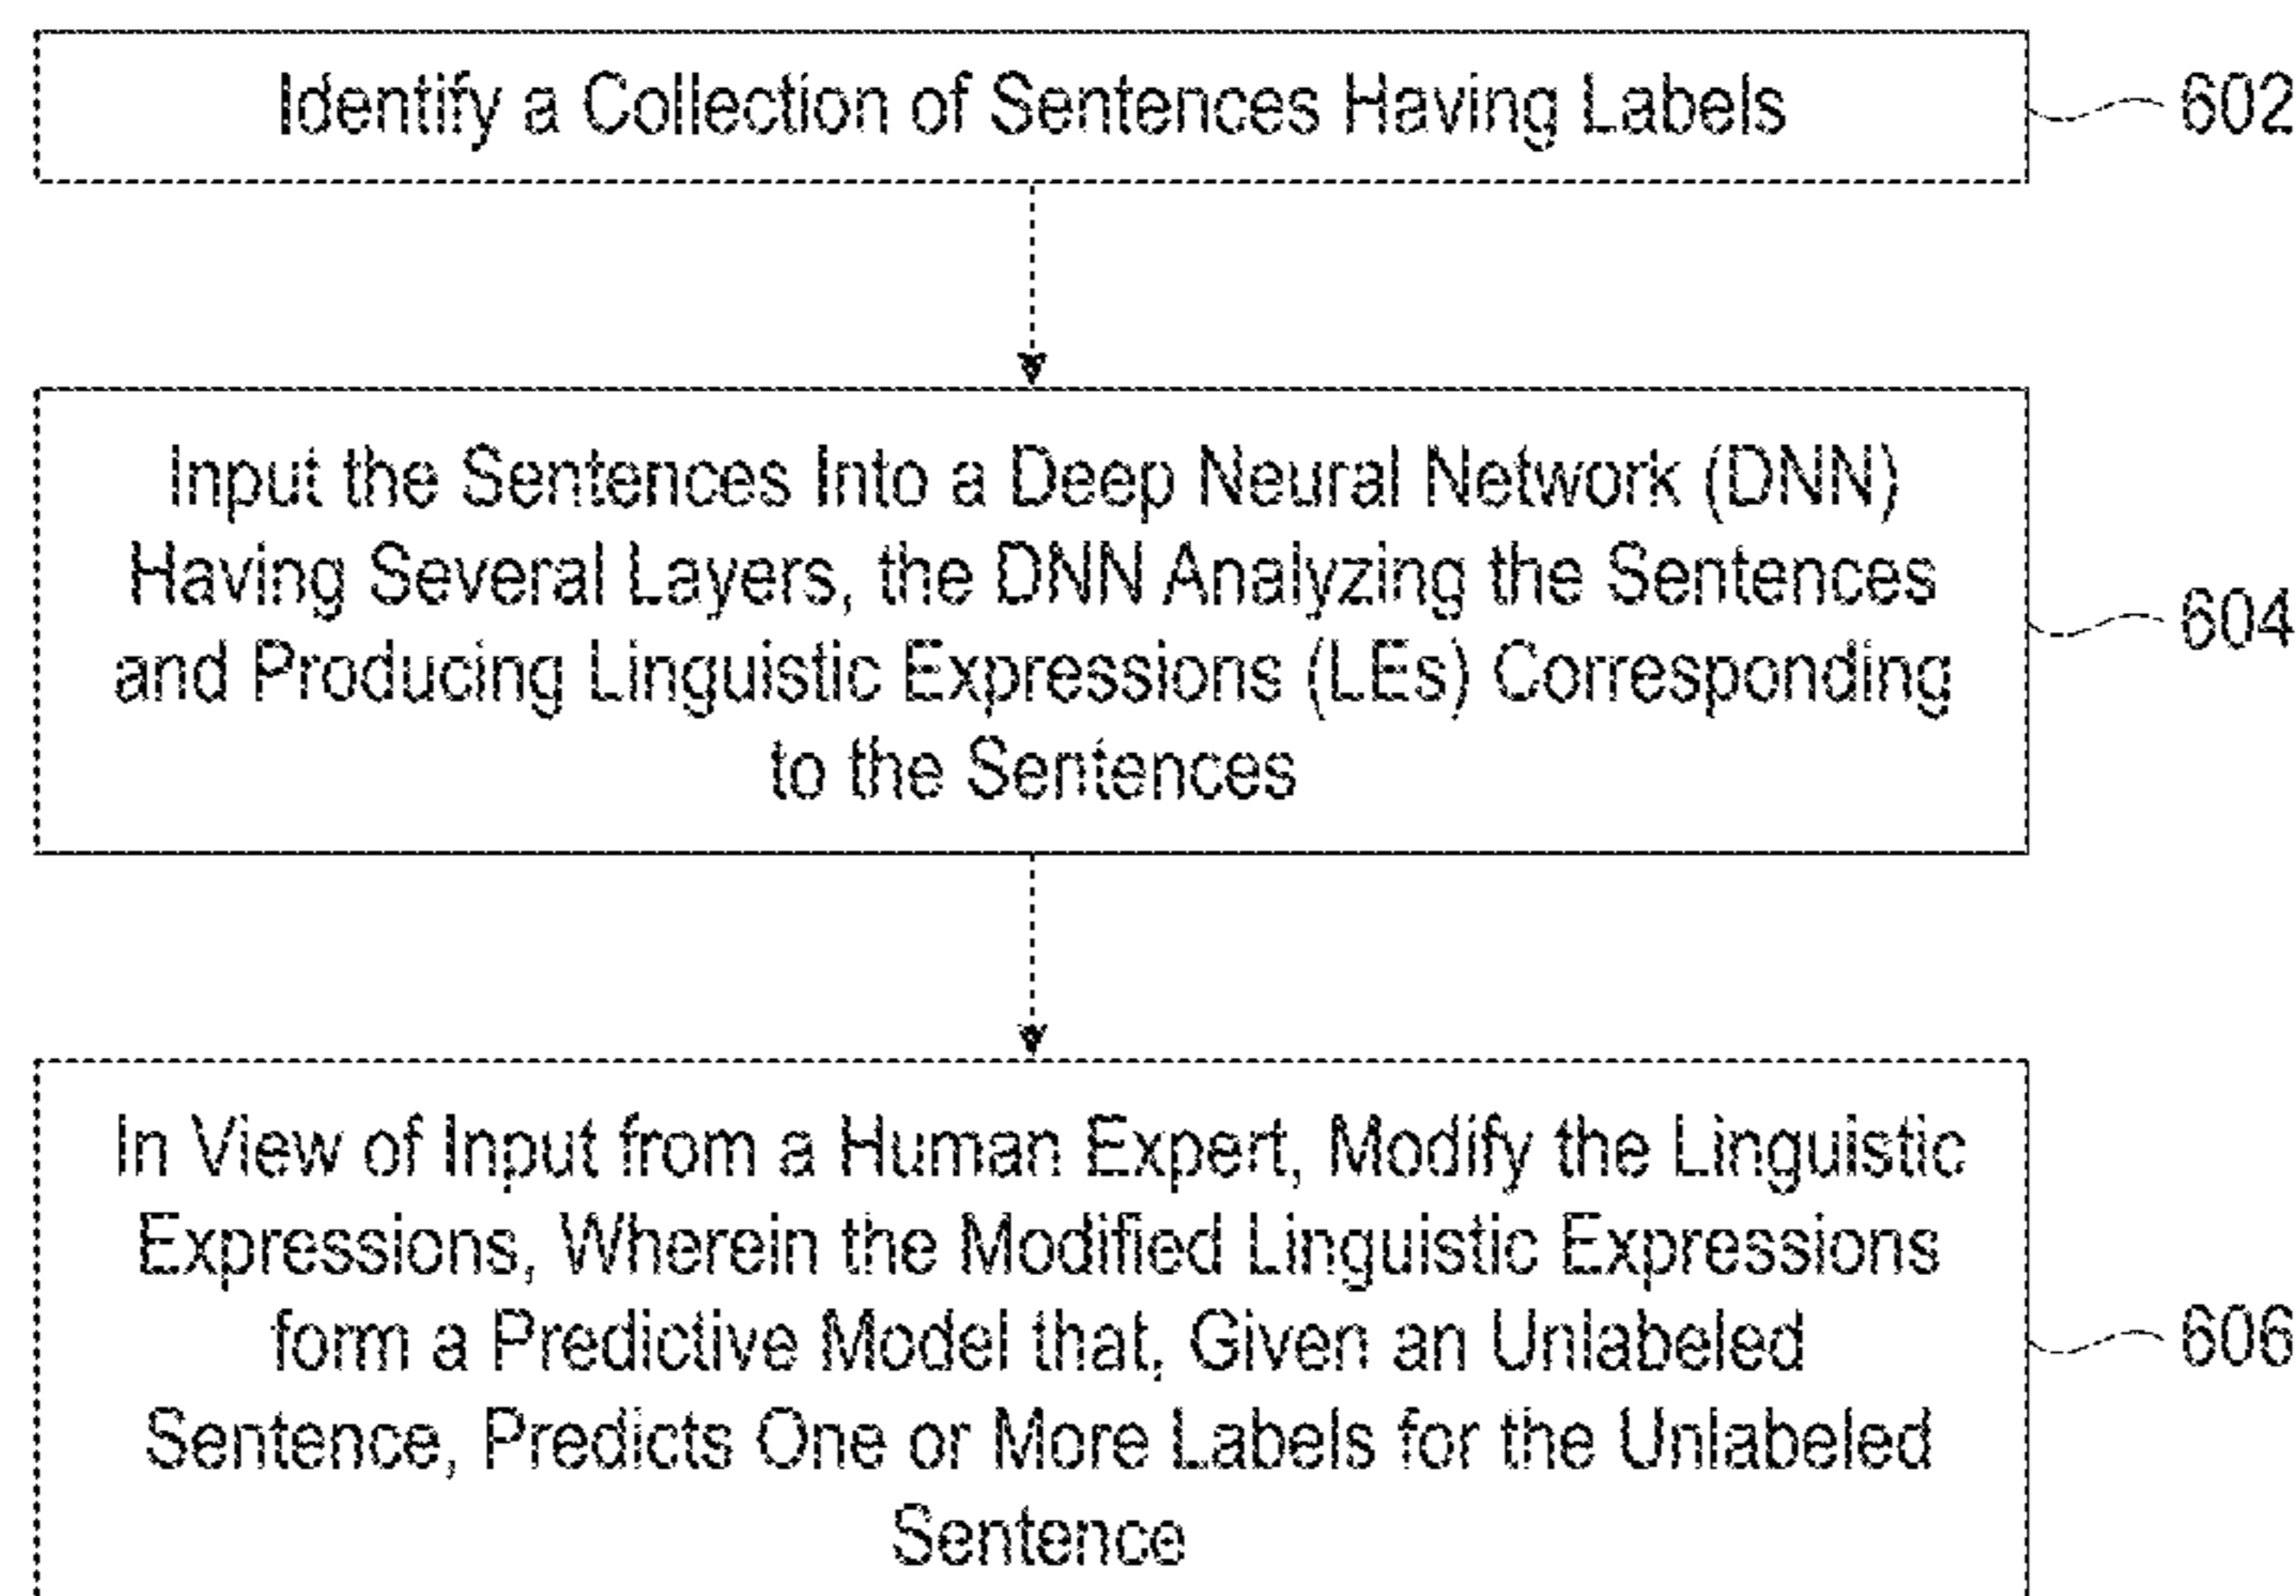 Identify a Collection of Sentences Having Labels
602
Input the Sentences Into a Deep Neural Network (DNN)
Having Several Layers, the DNN Analyzing the Sentences
and Producing Linguistic Expressions (LEs) Corresponding
to the Sentences
604
In View of Input from a Human Expert, Modify the Linguistic
Expressions, Wherein the Modified Linguistic Expressions
form a Predictive Model that, Given an Unlabeled
Sentence, Predicts One or More Labels for the Unlabeled
Sentence
606